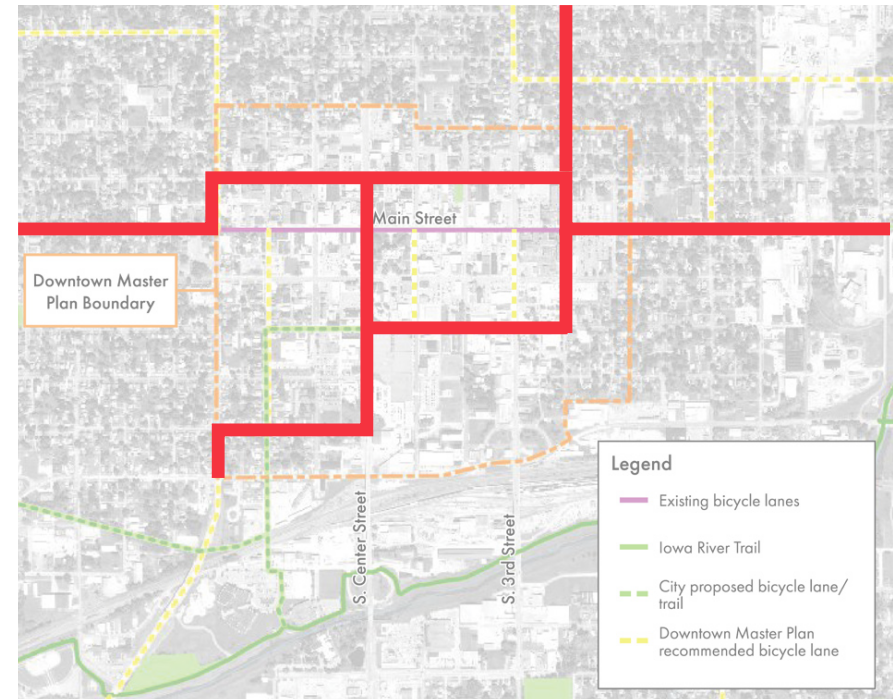 Main Street
Downtown Master
Plan Boundary
S. Center Street
S. 3rd Street
Legend
Existing bicycle lanes
Iowa River Trail
City proposed bicycle lane/
trail
Downtown Master Plan
recommended bicycle lane